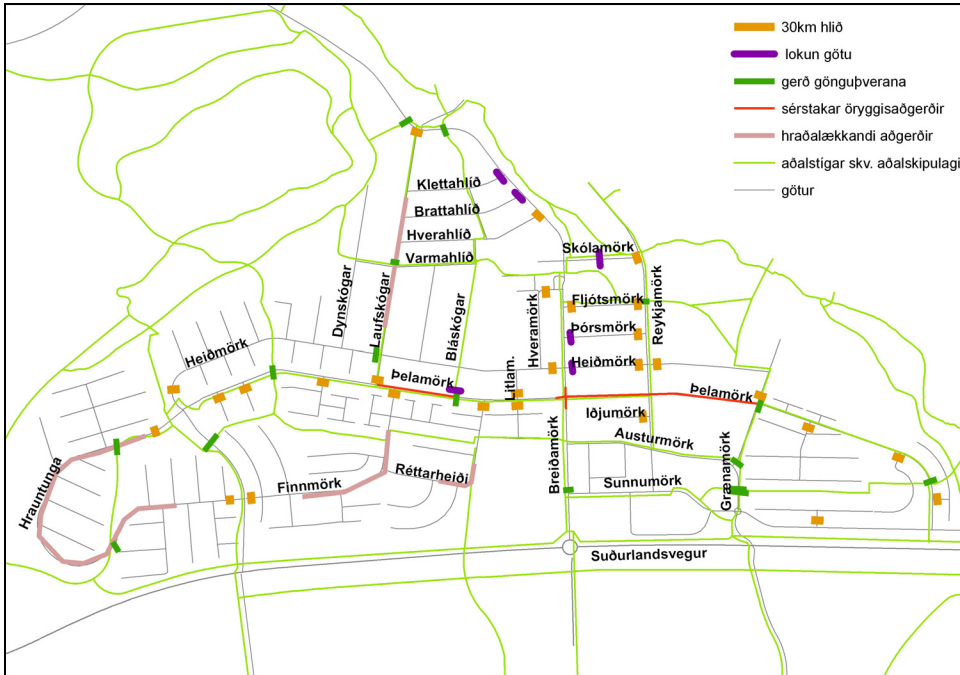 30km hlið
lokun götu
gerð gönguþverana
sérstakar öryggisaðgerðir
hraðalækkandi aðgerðir
aðalstígar skv. aðalskipulagi
götur
Klettahlíð
Brattahlíð
Hverahlíð
Varmahlíð
Skólamörk
Dynskógar
Laufskógar
Bláskógar
Hveramörk
Fljótsmörk
Þórsmörk
Reykjamörk
Heiðmörk
Heiðmörk
Þelamörk
Litlam.
Þelamörk
Iðjumörk
Austurmörk
Breiðamörk
Grænamörk
Hrauntunga
Finnmörk
Réttarheiði
Sunnumörk
Suðurlandsvegur